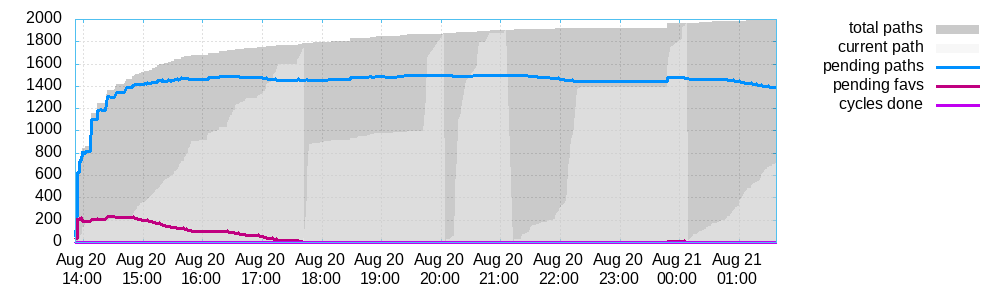 2000
1800
1600
1400
1200
1000
800
600
400
200
0
Aug 20 Aug 20 Aug 20 Aug 20 Aug 20 Aug 20 Aug 20 Aug 20 Aug 20 Aug 20 Aug 21 Aug 21
14:00 15:00 16:00 17:00 18:00 19:00 20:00 21:00 22:00 23:00 00:00 01:00
total paths
current path
pending paths
pending favs
cycles done